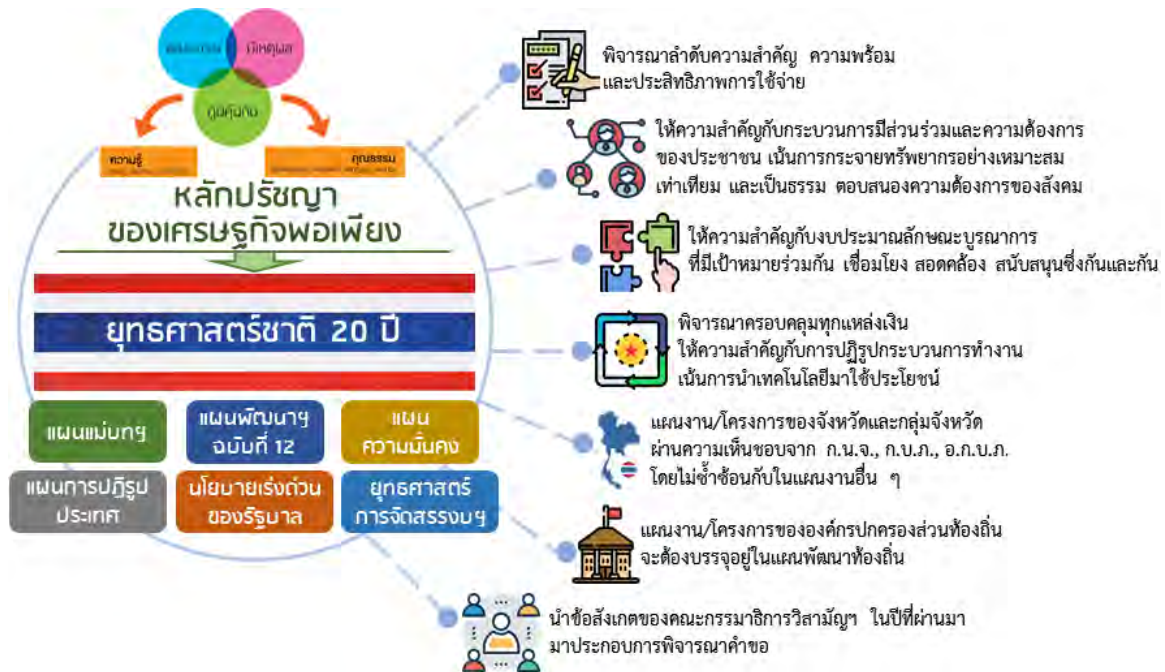 มีเหตุผล
ภูมิคุ้มกัน
ความรู้
คุณธรรม
หลักปรัชญา
ของเศรษฐกิจพอเพียง
ยุทธศาสตร์ชาติ 20 ปี
แผนแม่บทฯ
แผนพัฒนาฯ
ฉบับที่ 12
แผน
ความมั่นคง
แผนการปฏิรูป
ประเทศ
นโยบายเร่งด่วน
ของรัฐบาล
ยุทธศาสตร์
การจัดสรรงบฯ
พิจารณาลำดับความสำคัญ ความพร้อม
และประสิทธิภาพการใช้จ่าย
ให้ความสำคัญกับกระบวนการมีส่วนร่วมและความต้องการ
ของประชาชน เน้นการกระจายทรัพยากรอย่างเหมาะสม
เท่าเทียม และเป็นธรรม ตอบสนองความต้องการของสังคม
ให้ความสำคัญกับงบประมาณลักษณะบูรณาการ
ที่มีเป้าหมายร่วมกัน เชื่อมโยง สอดคล้อง สนับสนุนซึ่งกันและกัน
พิจารณาครอบคลุมทุกแหล่งเงิน
ให้ความสำคัญกับการปฏิรูปกระบวนการทำงาน
เน้นการนำเทคโนโลยีมาใช้ประโยชน์
แผนงาน/โครงการของจังหวัดและกลุ่มจังหวัด
ผ่านความเห็นชอบจาก ก.น.จ., ก.บ.ภ., อ.ก.บ.ภ.
โดยไม่ซ้ำซ้อนกับในแผนงานอื่น ๆ
แผนงาน/โครงการขององค์กรปกครองส่วนท้องถิ่น
จะต้องบรรจุอยู่ในแผนพัฒนาท้องถิ่น
นำข้อสังเกตของคณะกรรมาธิการวิสามัญฯ ในปีที่ผ่านมา
มาประกอบการพิจารณาคำขอ